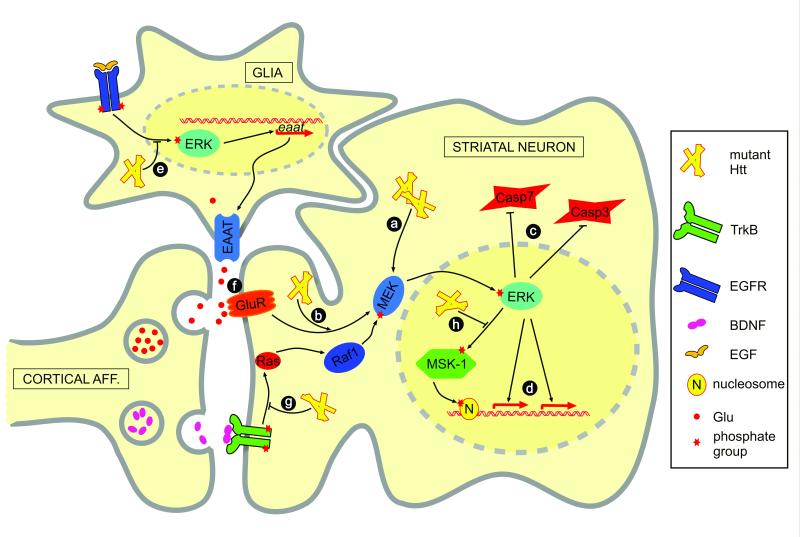 GLIA
eaat
ERK
e
EAAT
STRIATAL NEURON
Casp7
Casp3
a
c
f
GluR
b
MEK
ERK
h
Ras
Raf1
MSK-1
CORTICAL AFF.
d
g
N
mutant
Htt
TrkB
EGFR
BDNF
EGF
N nucleosome
Glu
phosphate
group